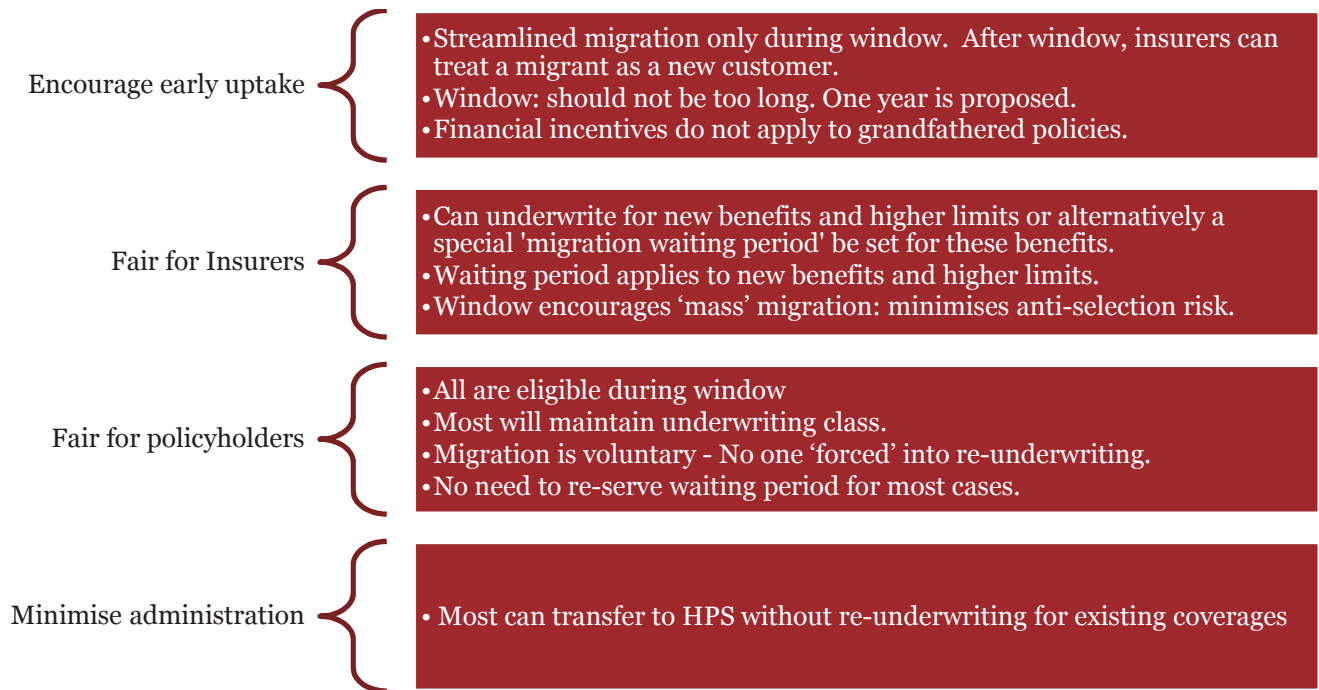 Encourage early uptake
•Streamlined migration only during window.  After window, insurers can
treat a migrant as a new customer.
•Window: should not be too long. One year is proposed.
•Financial incentives do not apply to grandfathered policies.
Fair for Insurers
•Can underwrite for new benefits and higher limits or alternatively a
special 'migration waiting period' be set for these benefits.
•Waiting period applies to new benefits and higher limits.
•Window encourages ‘mass’ migration: minimises anti-selection risk.
Fair for policyholders
•All are eligible during window
•Most will maintain underwriting class.
•Migration is voluntary - No one ‘forced’ into re-underwriting.
•No need to re-serve waiting period for most cases.
Minimise administration
• Most can transfer to HPS without re-underwriting for existing coverages